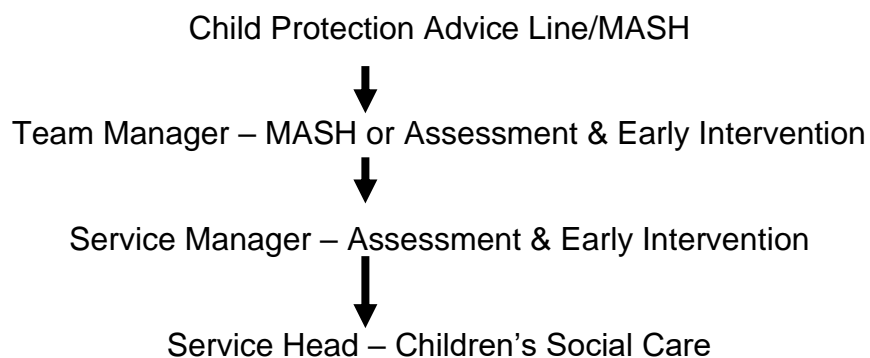 Child Protection Advice Line/MASH
Team Manager – MASH or Assessment & Early Intervention
Service Manager – Assessment & Early Intervention
Service Head – Children’s Social Care